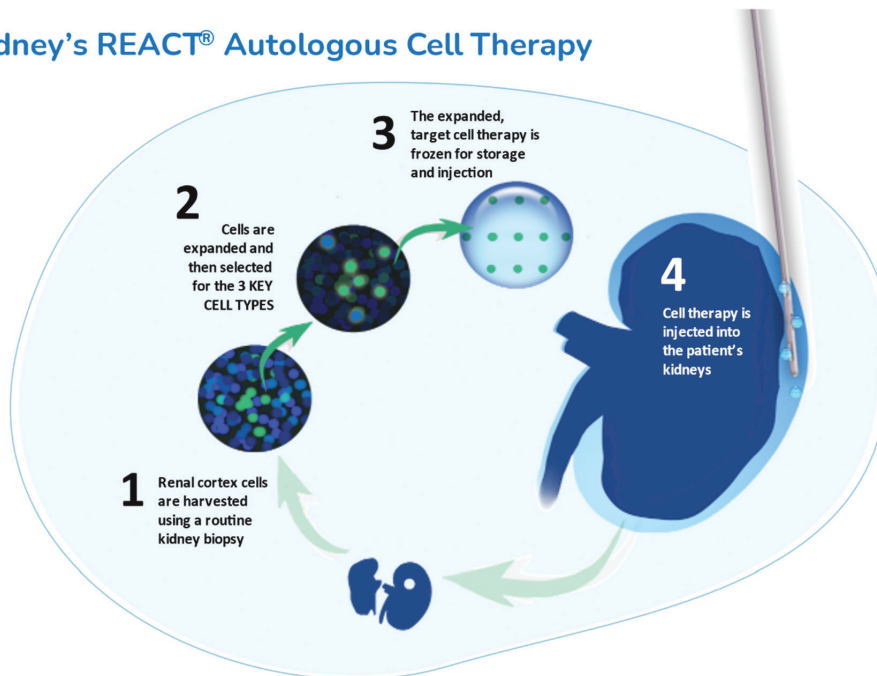 dney’s REACT® Autologous Cell Therapy
3
The expanded,
target cell therapy is
frozen for storage
and injection
2
Cells are
expanded and
then selected
for the 3 KEY
CELL TYPES
4
Cell therapy is
injected into
the patient’s
kidneys
1
Renal cortex cells
are harvested
using a routine
kidney biopsy